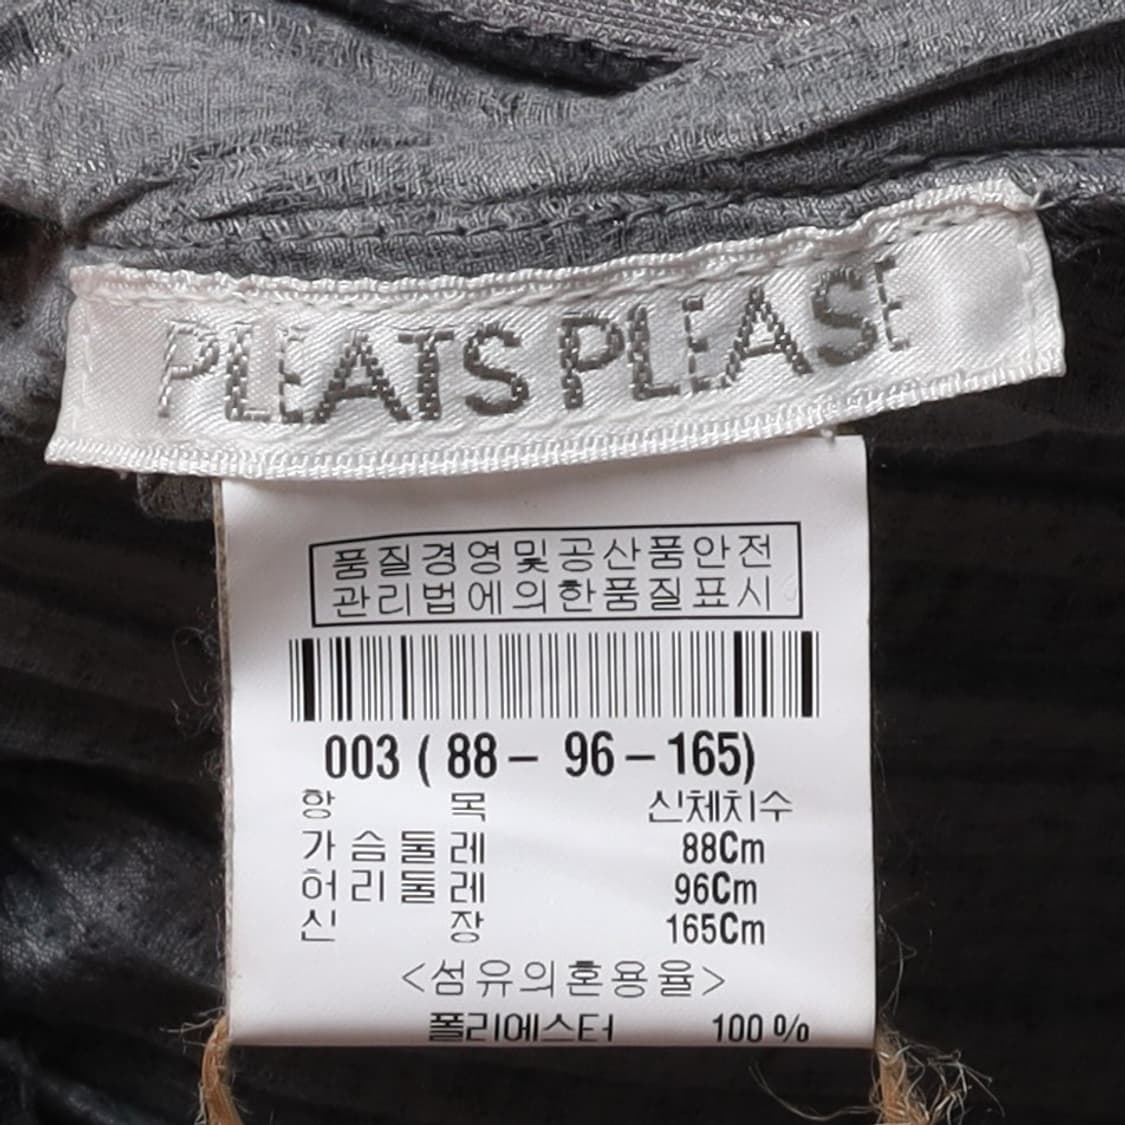 PLEATS PLEASE
품질경영및공산품안전
관리법에의한품질표시
003 ( 88 – 96 – 165)
항 목 신체치수
가슴둘레 88Cm
허리둘레 96Cm
신 장 165Cm
<섬유의혼용율>
폴리에스터 100 %